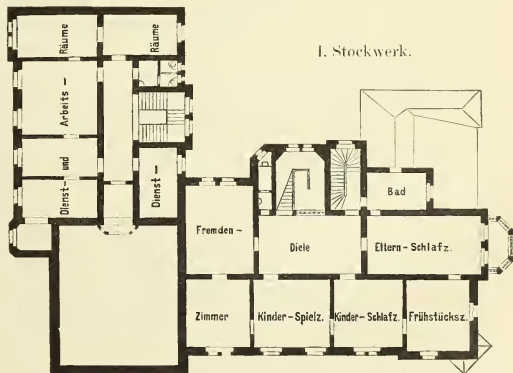 I. Stockwerk.
Räume
Räume
Arbeits –
und
Dienst –
Dienst –
Bad
Fremden –
Diele
Eltern – Schlafz.
Zimmer
Kinder – Spielz.
Kinder – Schlafz.
Frühstücksz.